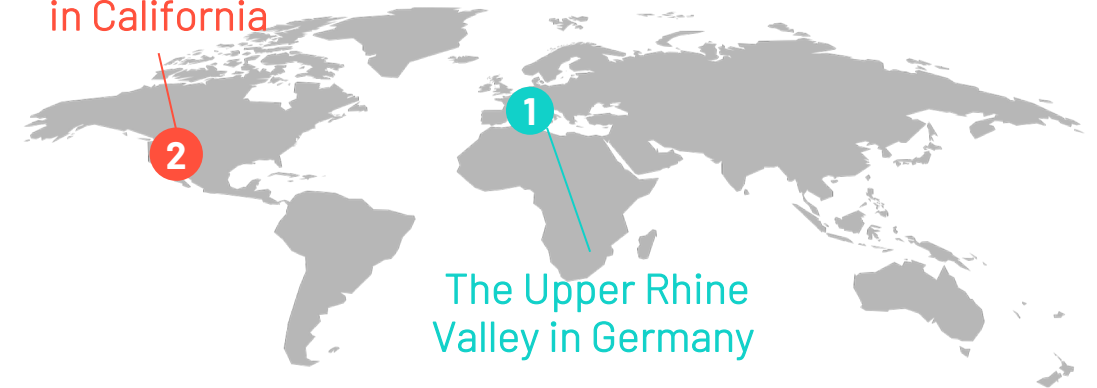 in California
2
1
The Upper Rhine
Valley in Germany